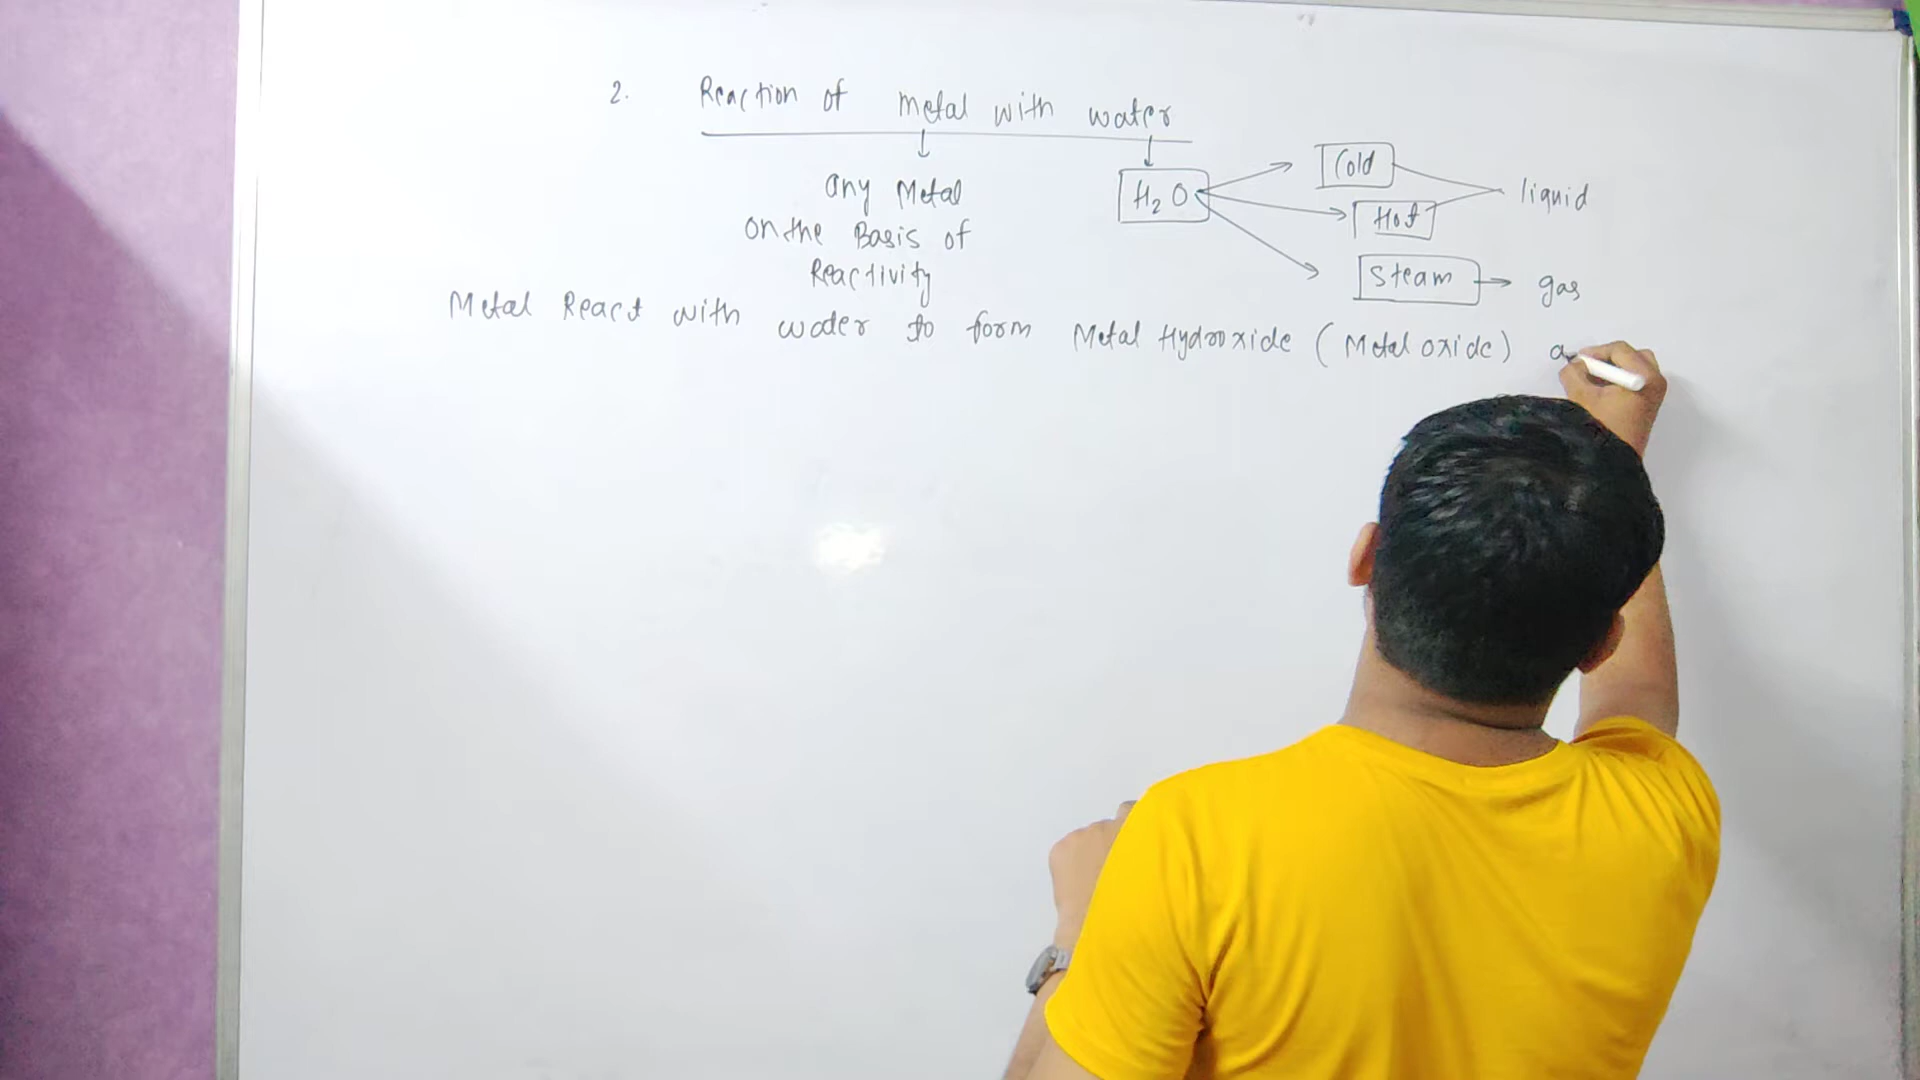 2. Reaction of metal with water
any Metal
on the Basis of
Reactivity
H₂O
Cold
Hot
liquid
Steam
gas
Metal React with water to form Metal Hydroxide (Metal oxide)